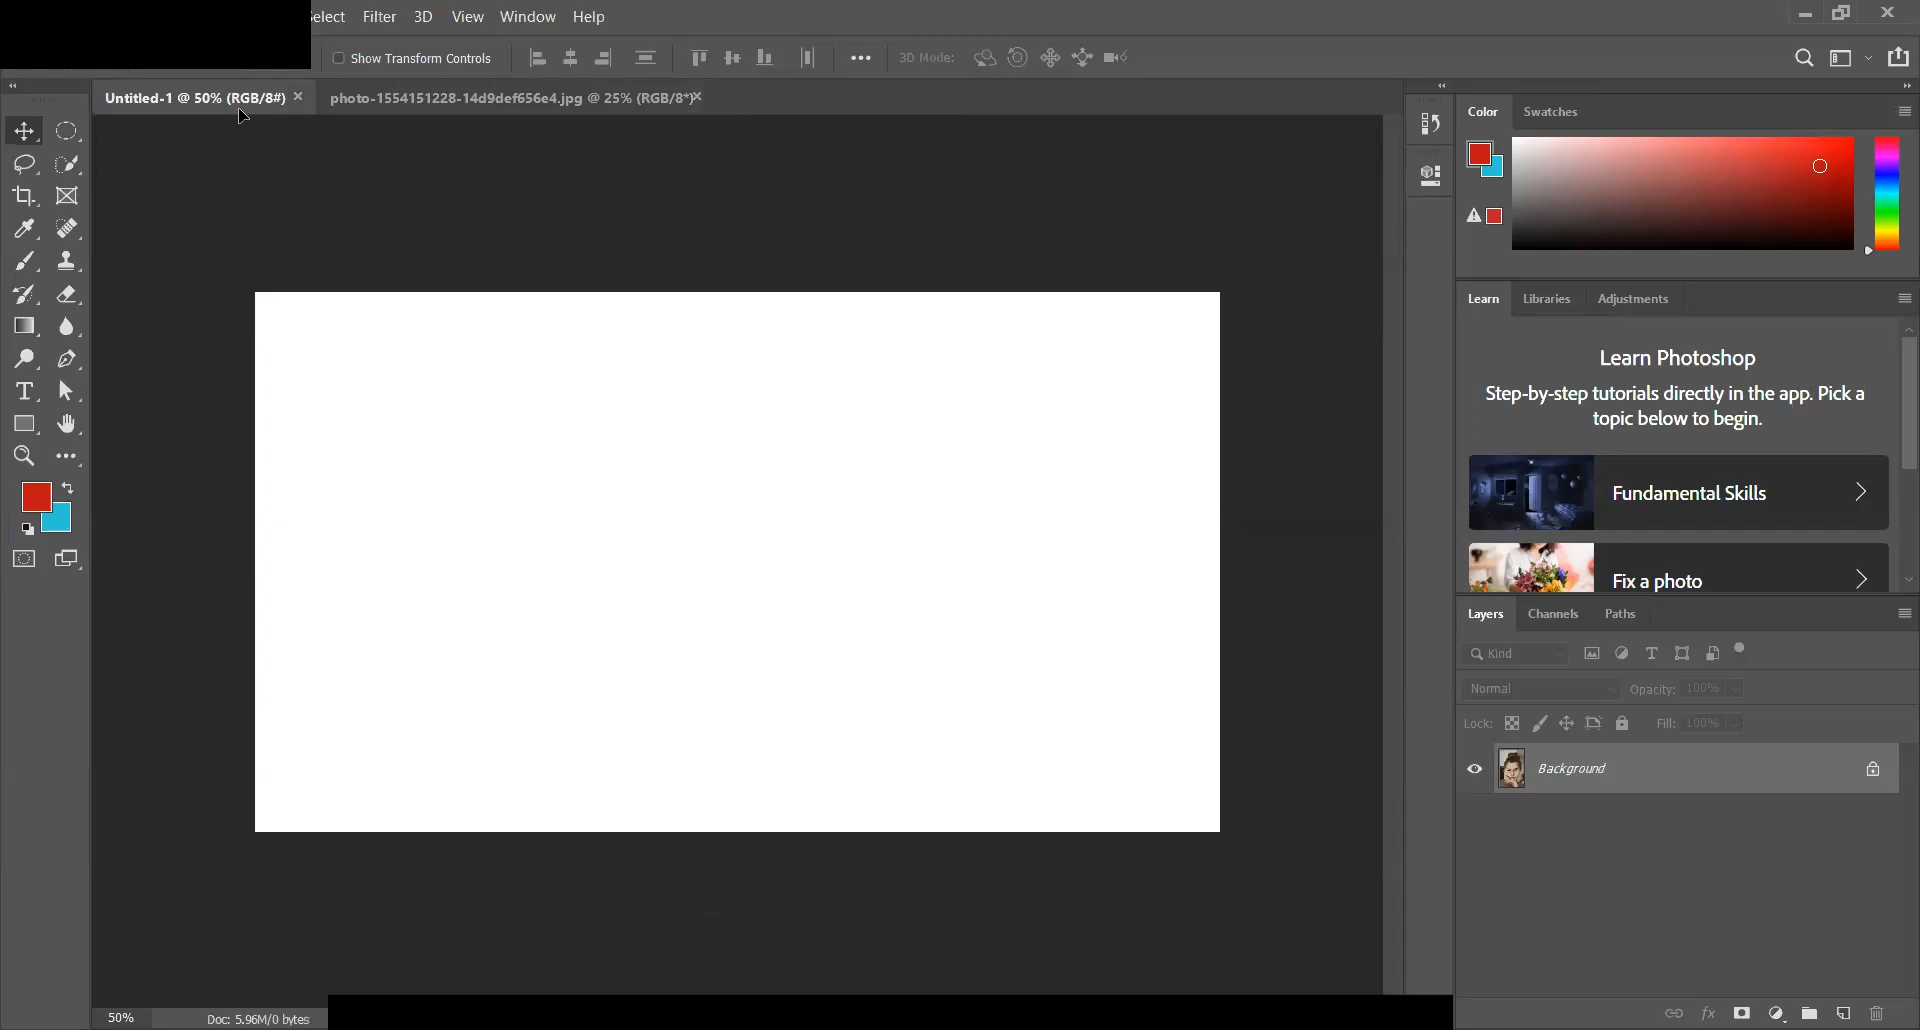 Select Filter 3D View Window Help
Show Transform Controls
3D Mode:
Untitled-1 @ 50% (RGB/8#)
photo-1554151228-14d9def656e4.jpg @ 25% (RGB/8*)
Color Swatches
Learn Libraries Adjustments
Learn Photoshop
Step-by-step tutorials directly in the app. Pick a
topic below to begin.
Fundamental Skills
Fix a photo
Layers Channels Paths
Kind
Normal Opacity: 100%
Lock: Fill: 100%
Background
fx
50% Doc: 5.96M/0 bytes